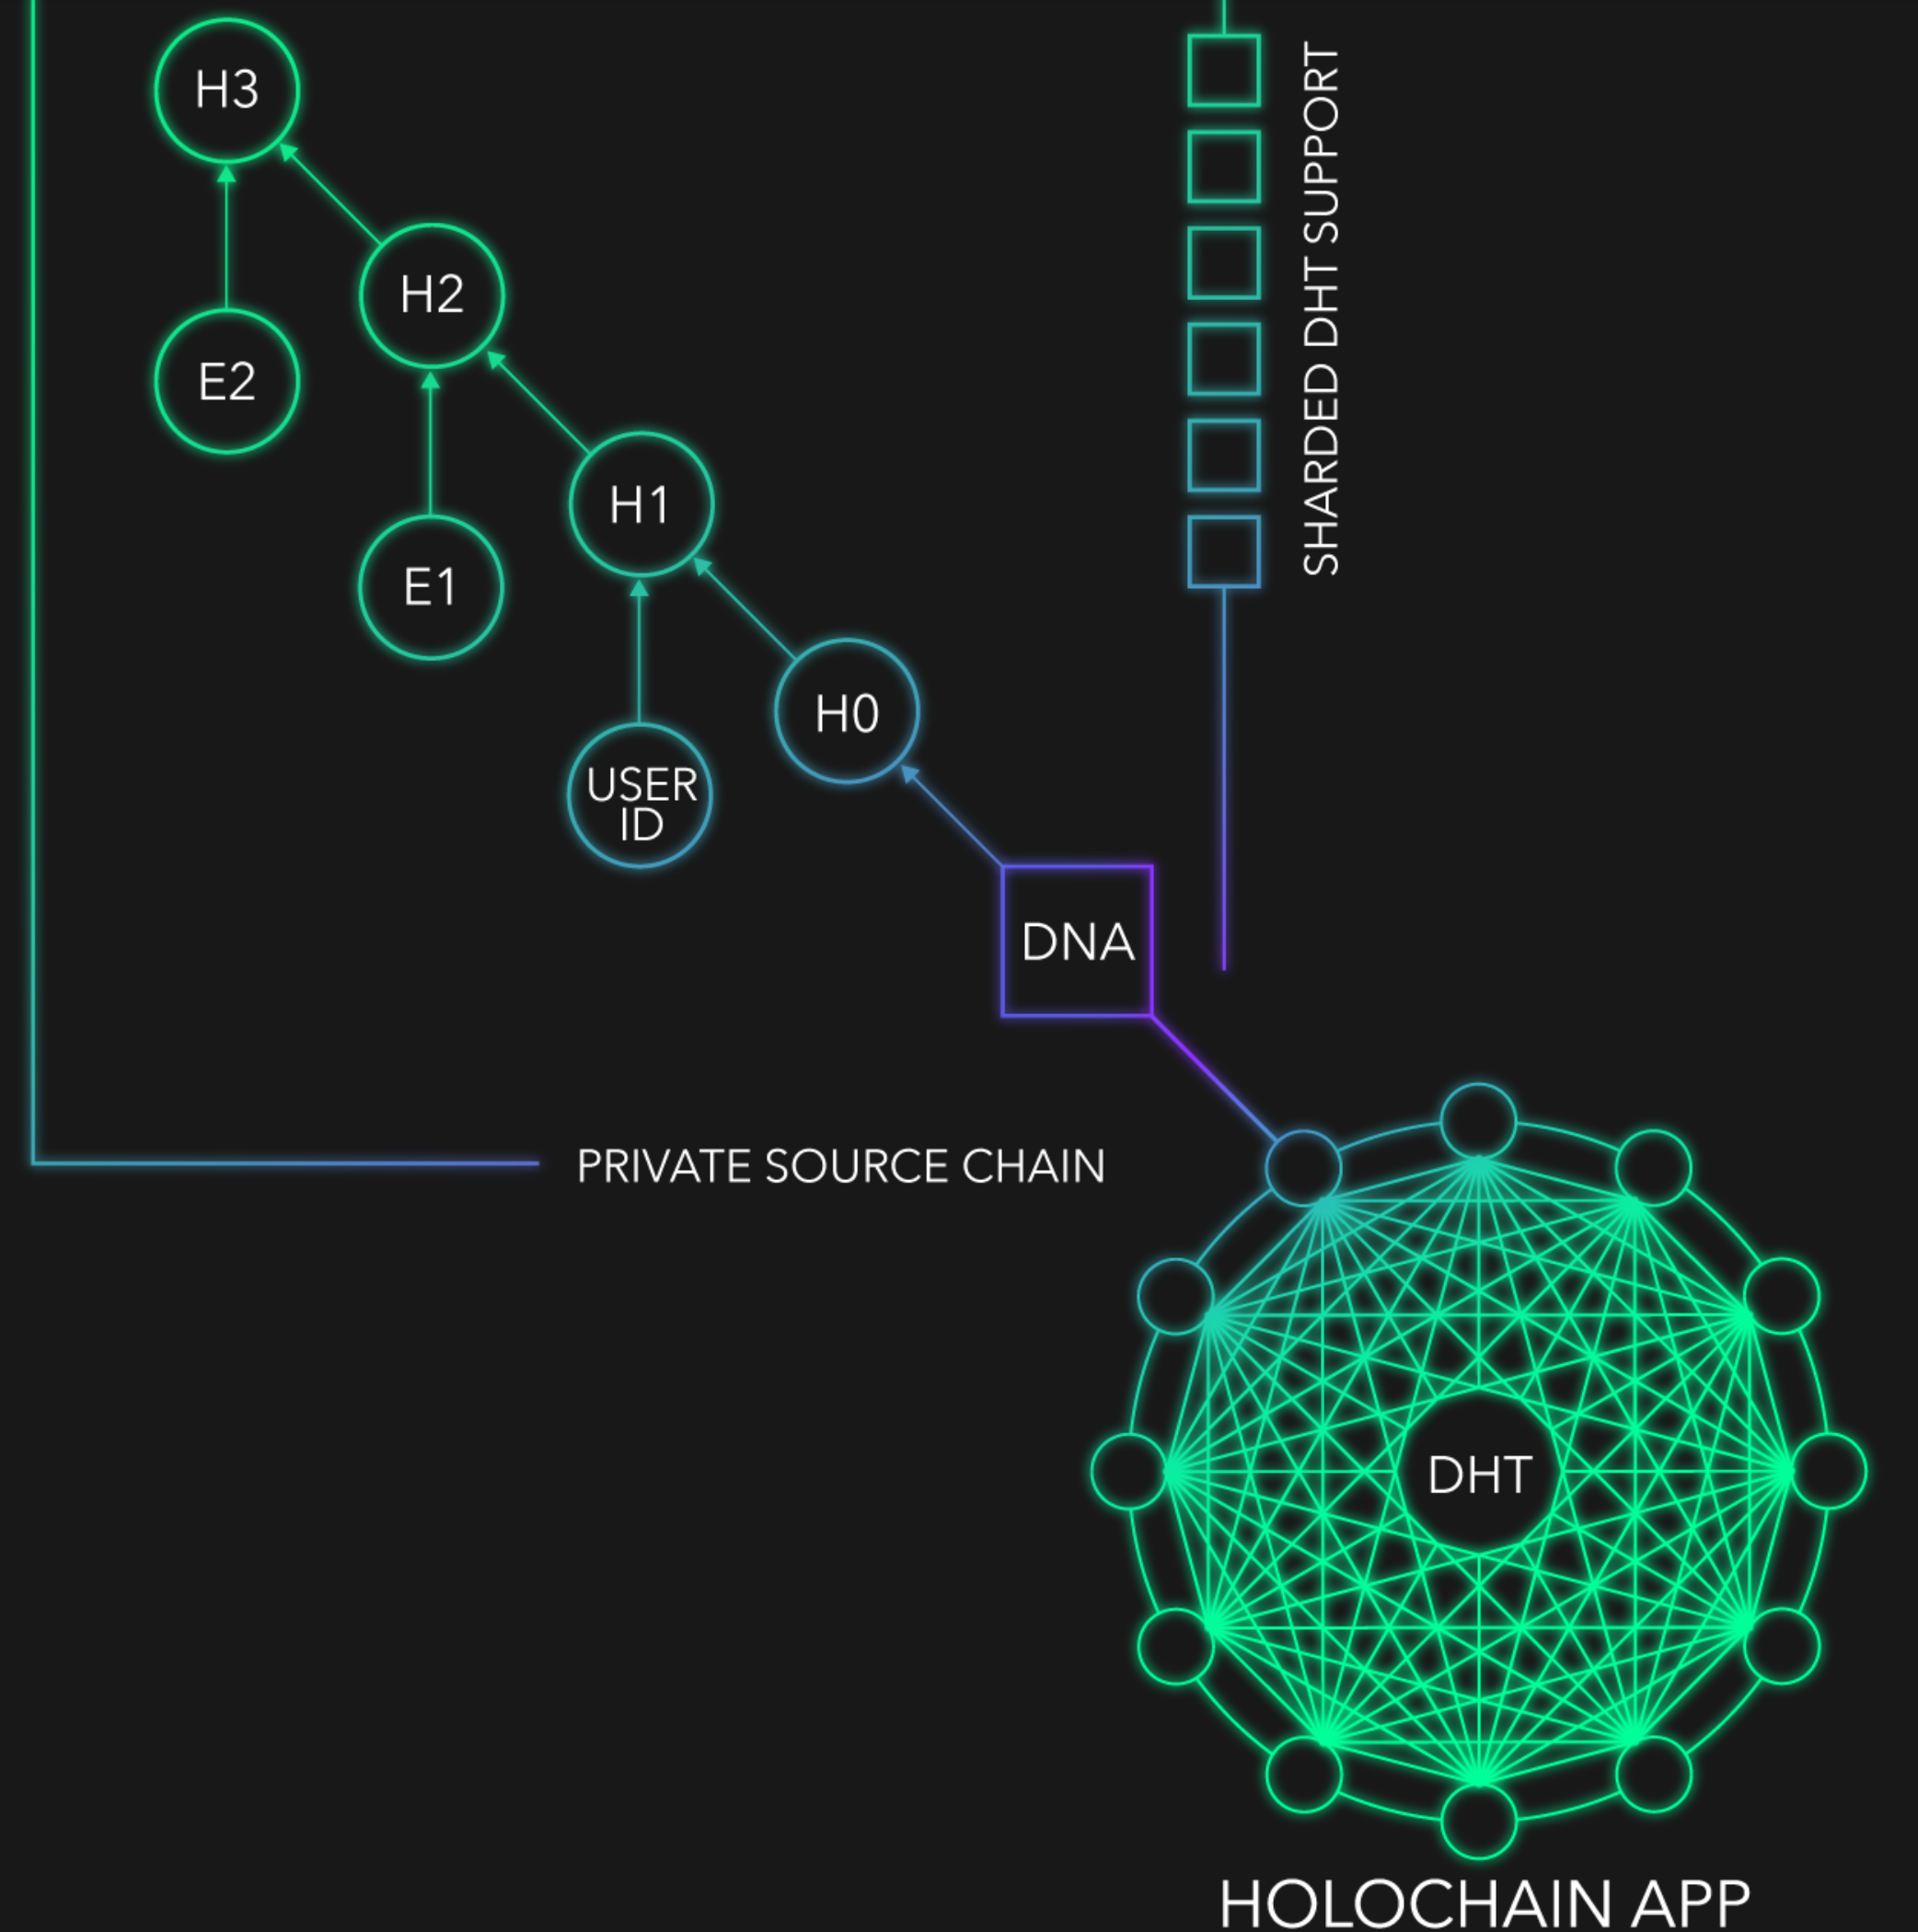 H3
H2
E2
H1
E1
H0
USER
ID
DNA
SHARDED DHT SUPPORT
PRIVATE SOURCE CHAIN
DHT
HOLOCHAIN APP